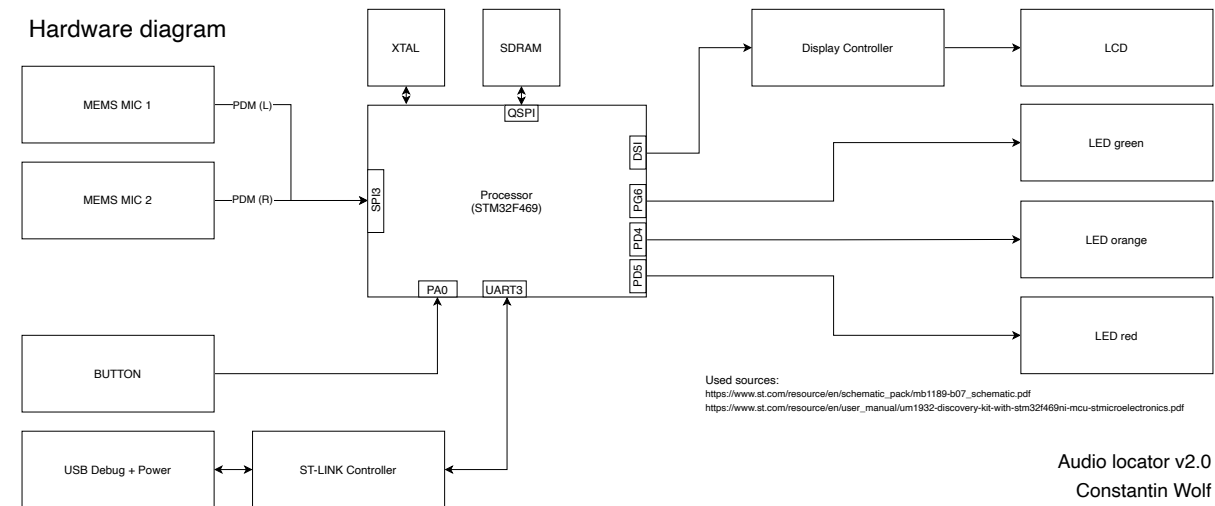 Hardware diagram
XTAL
SDRAM
Display Controller
LCD
MEMS MIC 1
PDM (L)
QSPI
DSI
LED green
MEMS MIC 2
PDM (R)
SPI3
Processor
(STM32F469)
PG6
PD4
LED orange
PD5
PA0
UART3
LED red
BUTTON
Used sources:
https://www.st.com/resource/en/schematic_pack/mb1189-b07_schematic.pdf
https://www.st.com/resource/en/user_manual/um1932-discovery-kit-with-stm32f469ni-mcu-stmicroelectronics.pdf
USB Debug + Power
ST-LINK Controller
Audio locator v2.0
Constantin Wolf